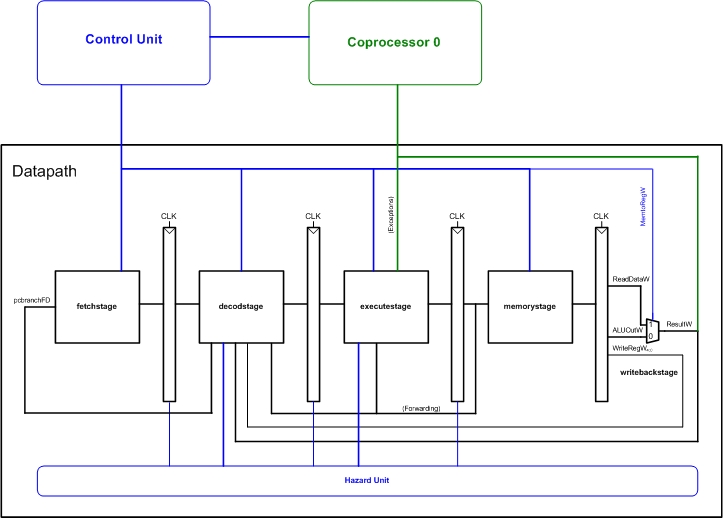 Control Unit
Coprocessor 0
Datapath
CLK
CLK
CLK
CLK
(Exceptions)
MemtoRegW
pcbranchFD
fetchstage
decodstage
executestage
memorystage
ReadDataW
1
ALUOutW
0
ResultW
WriteRegW
writebackstage
(Forwarding)
Hazard Unit